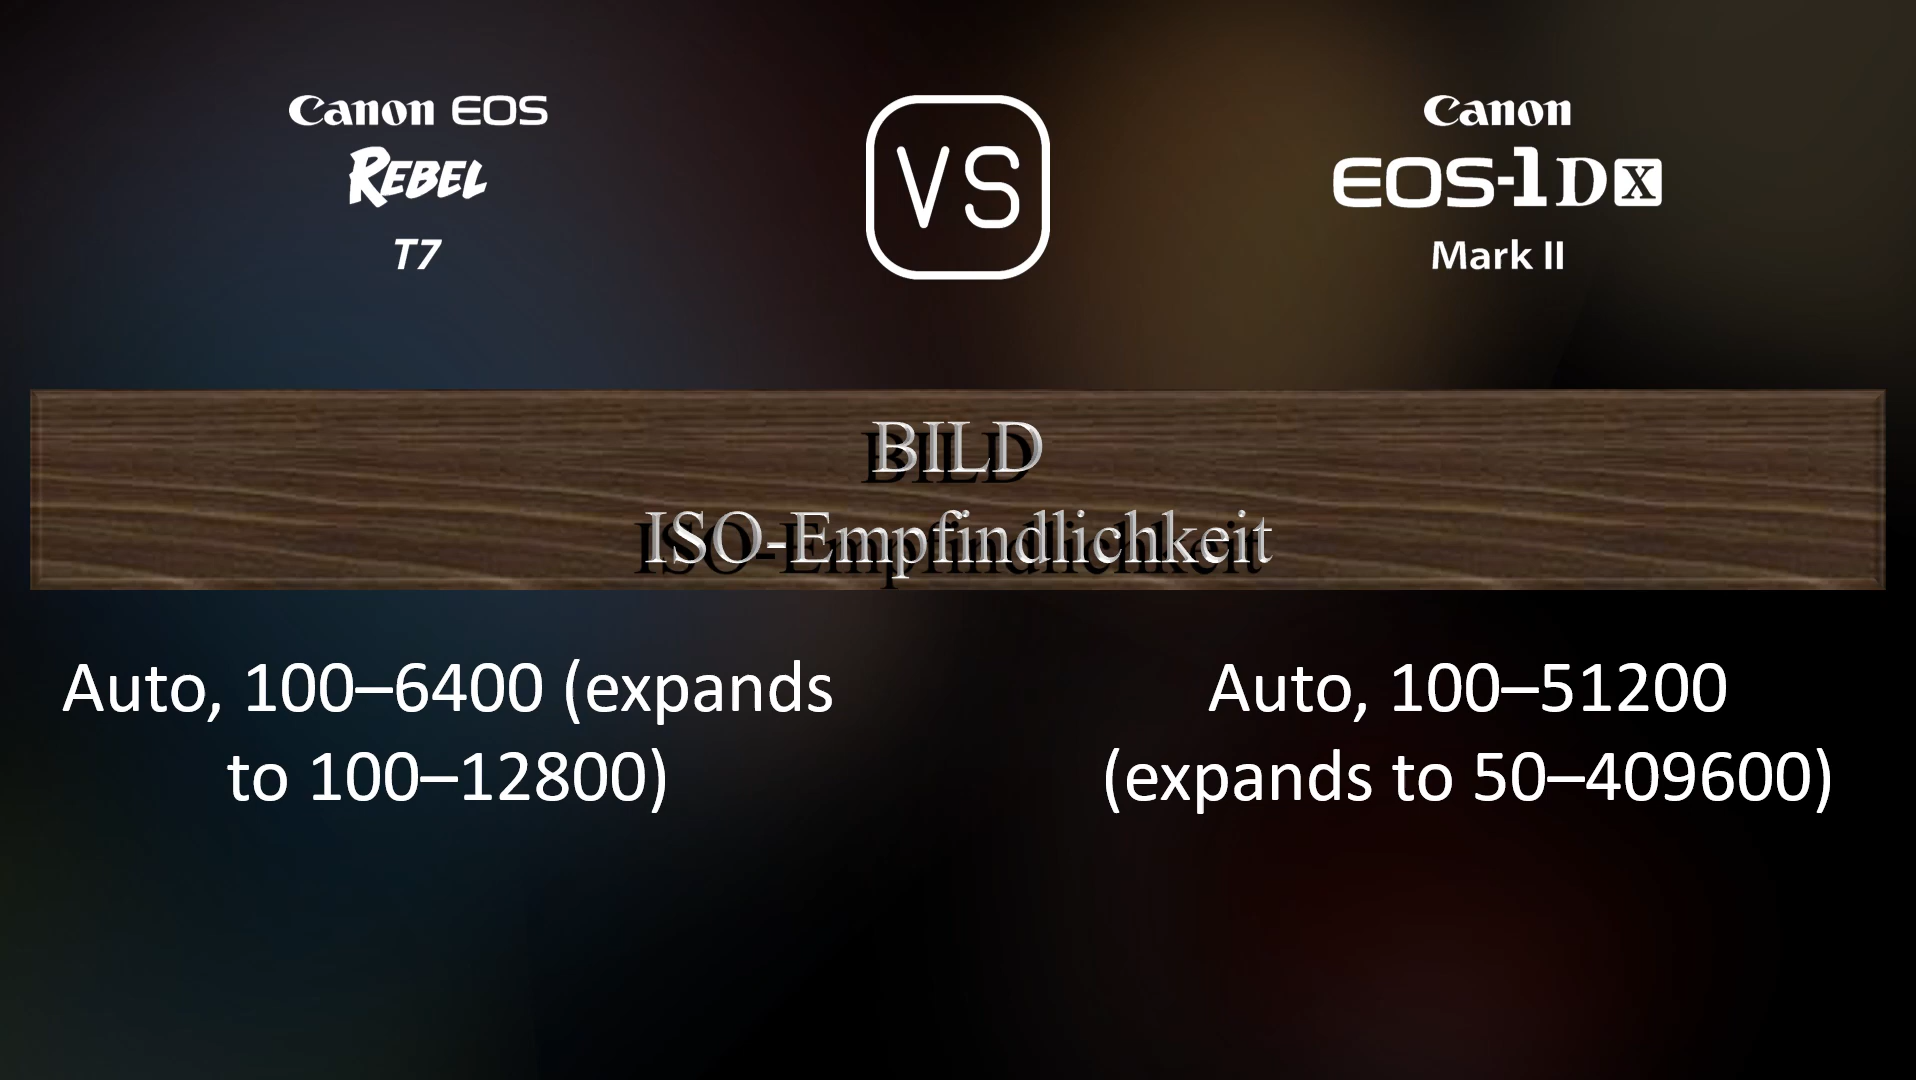 Canon EOS
REBEL
T7
VS
Canon
EOS-1 D X
Mark II
BILD
ISO-Empfindlichkeit
Auto, 100–6400 (expands
to 100–12800)
Auto, 100–51200
(expands to 50–409600)